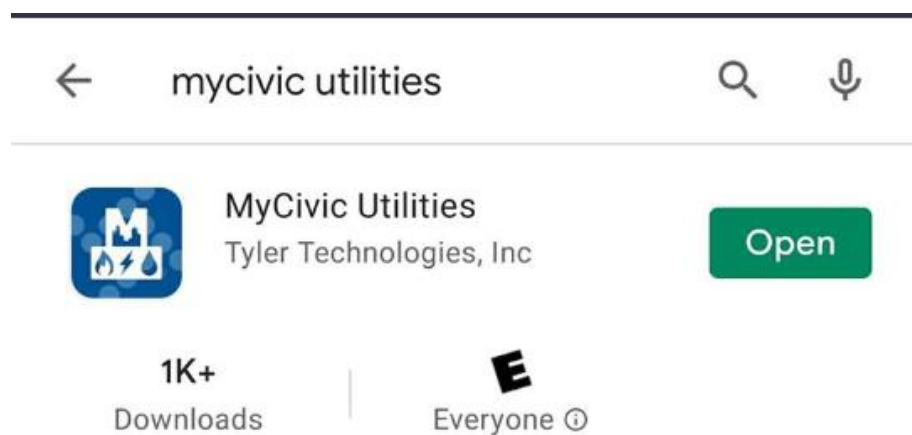 mycivic utilities
MyCivic Utilities
Tyler Technologies, Inc
Open
M
1K+
Downloads
E
Everyone